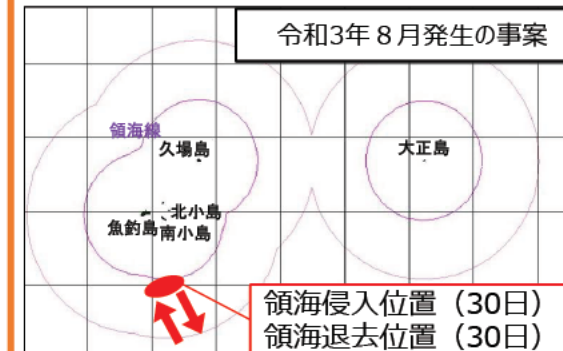 令和3年８月発生の事案
領海線
久場島
大正島
北小島
魚釣島
南小島
領海侵入位置（30日）
領海退去位置（30日）